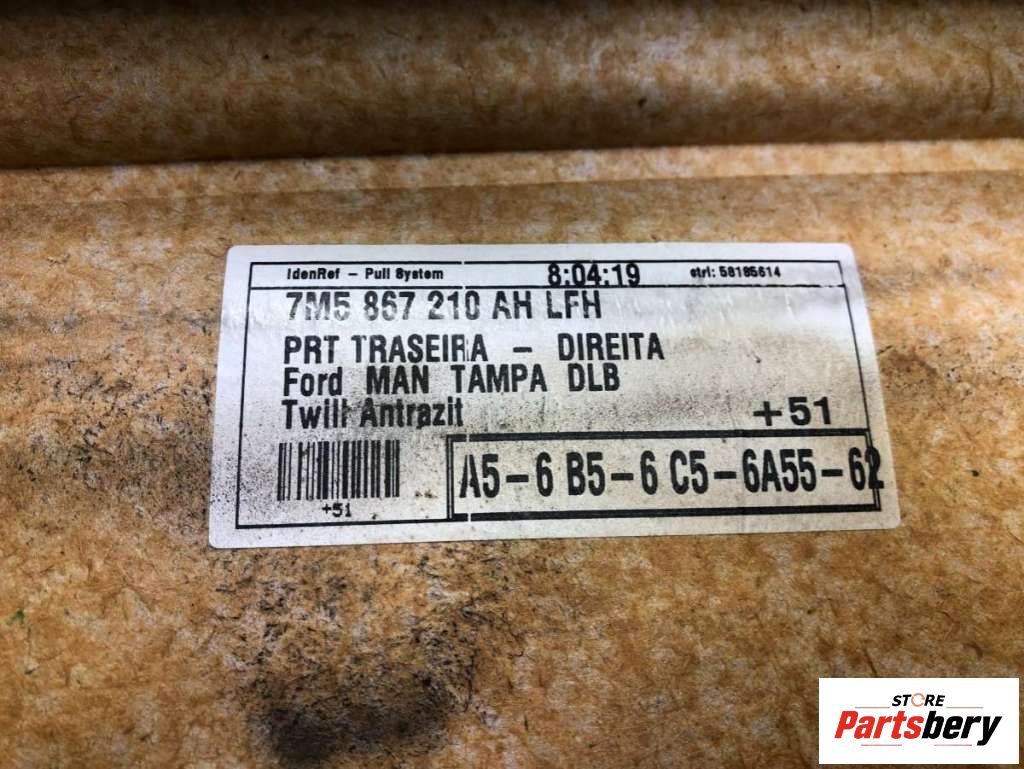 IdenRef - Pull System 8:04:19 ctrl: 58185614
7M5 867 210 AH LFH
PRT TRASEIRA - DIREITA
Ford MAN TAMPA DLB
Twill Antrazit +51
A5-6 B5-6 C5-6A55-62
+51
STORE
Partsbery